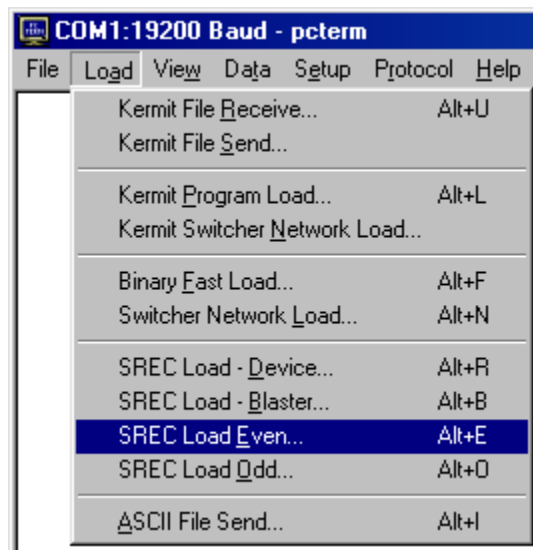 COM1:19200 Baud - pcterm
File Load View Data Setup Protocol Help
Kermit File Receive... Alt+U
Kermit File Send...
Kermit Program Load... Alt+L
Kermit Switcher Network Load...
Binary Fast Load... Alt+F
Switcher Network Load... Alt+N
SREC Load - Device... Alt+R
SREC Load - Blaster... Alt+B
SREC Load Even... Alt+E
SREC Load Odd... Alt+O
ASCII File Send... Alt+I